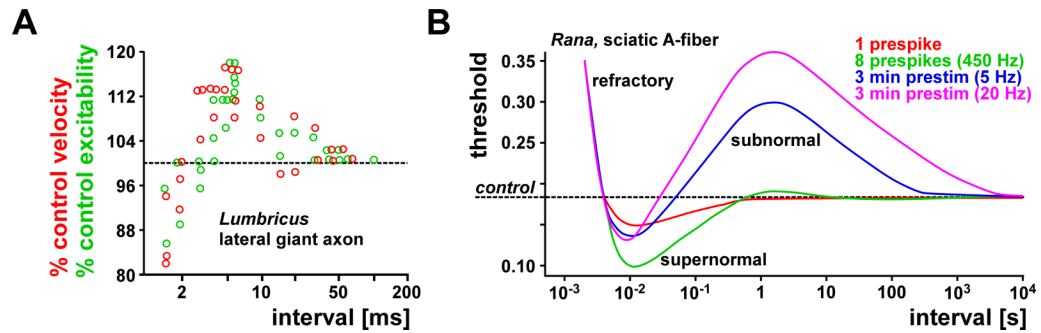 A
% control velocity
% control excitability
120
112
104
96
88
80
Lumbricus
lateral giant axon
2
10
50
200
interval [ms]
B
threshold
0.35
0.30
control
0.10
Rana, sciatic A-fiber
refractory
1 prespike
8 prespikes (450 Hz)
3 min prestim (5 Hz)
3 min prestim (20 Hz)
subnormal
supernormal
10⁻³
10⁻²
10⁻¹
1
10
10²
10³
10⁴
interval [s]